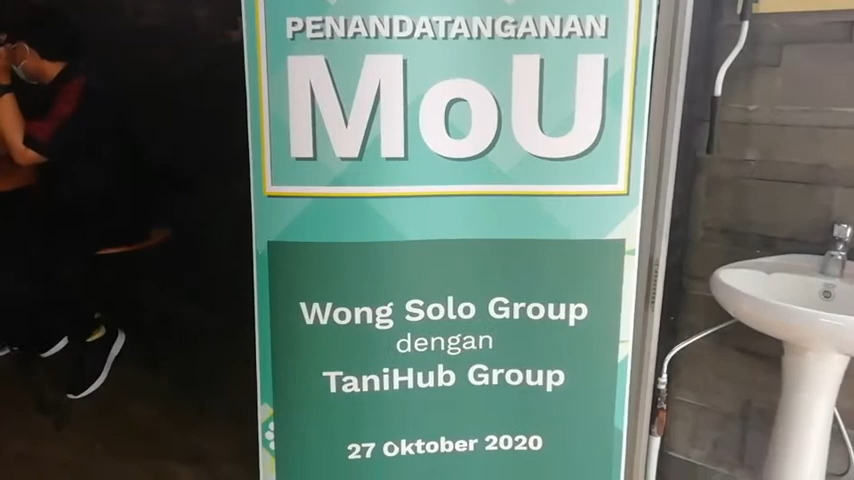 PENANDATANGANAN
MoU
Wong Solo Group
dengan
TaniHub Group
27 Oktober 2020